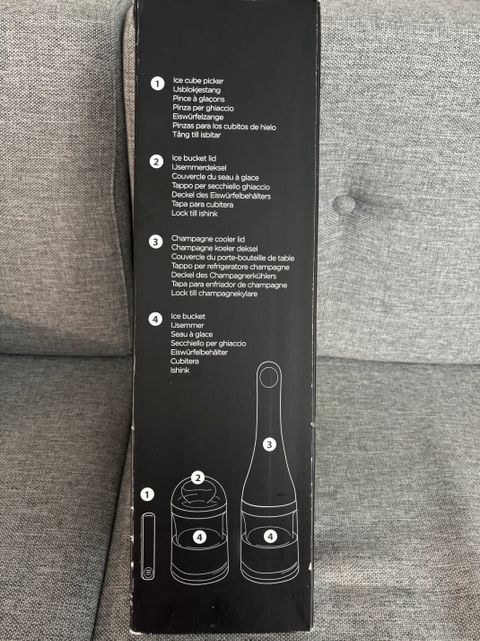 1
Ice cube picker
IJsblokjestang
Pince à glaçons
Pinza per ghiaccio
Eiswürfelzange
Pinzas para los cubitos de hielo
Tång till isbitar
2
Ice bucket lid
IJsemmerdeksel
Couvercle du seau à glace
Tappo per secchiello ghiaccio
Deckel des Eiswürfelbehälters
Tapa para cubitera
Lock till ishink
3
Champagne cooler lid
Champagne koeler deksel
Couvercle du porte-bouteille de table
Tappo per refrigeratore champagne
Deckel des Champagnerkühlers
Tapa para enfriador de champagne
Lock till champagnekylare
4
Ice bucket
IJsemmer
Seau à glace
Secchiello per ghiaccio
Eiswürfelbehälter
Cubitera
Ishink
3
2
1
4
4